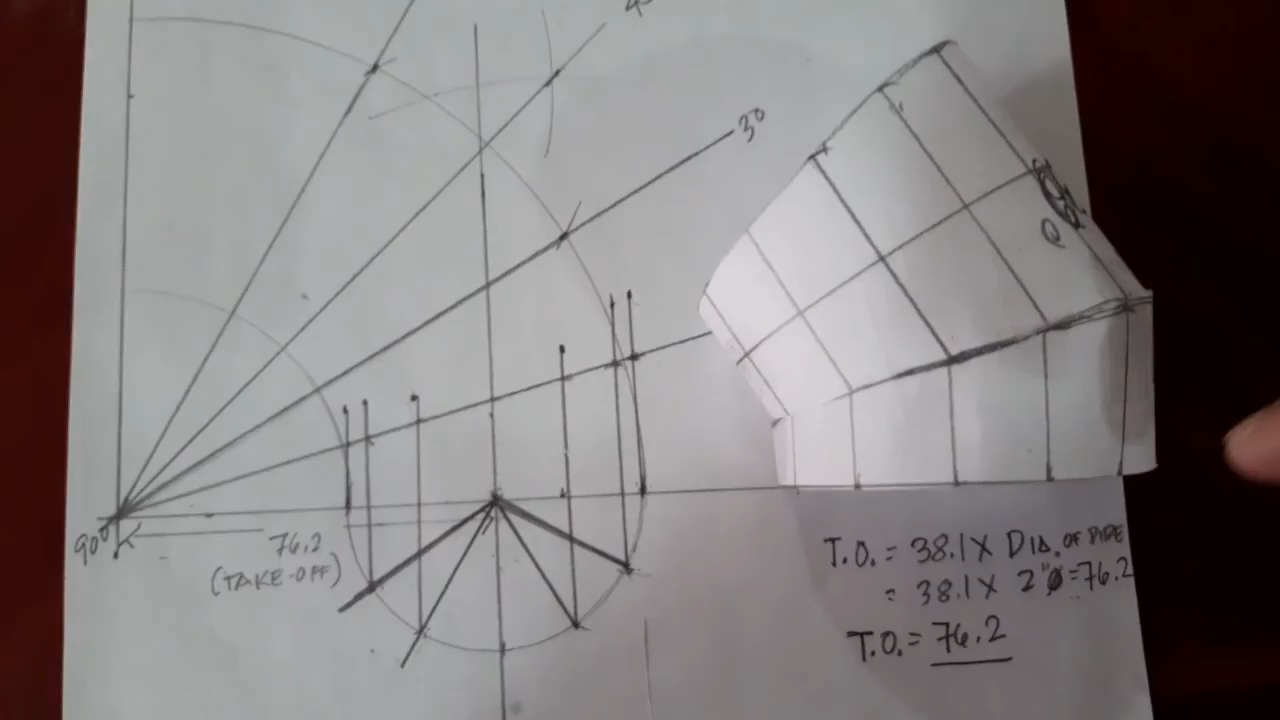 30
90°
76.2
(TAKE-OFF)
T.O. = 38.1 X DIA. OF PIPE
= 38.1 X 2"Ø = 76.2
T.O. = 76.2